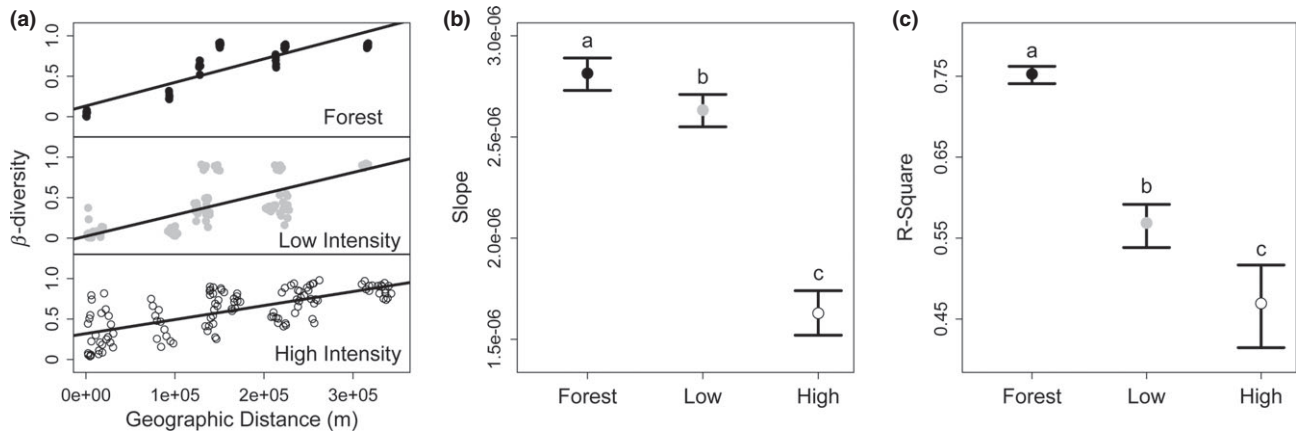 (a)
β-diversity
1.0
0.5
0
Forest
1.0
0.5
0
Low Intensity
1.0
0.5
0
High Intensity
0e+00 1e+05 2e+05 3e+05
Geographic Distance (m)
(b)
Slope
3.0e-06
2.5e-06
2.0e-06
1.5e-06
a
b
c
Forest Low High
(c)
R-Square
0.75
0.65
0.55
0.45
a
b
c
Forest Low High